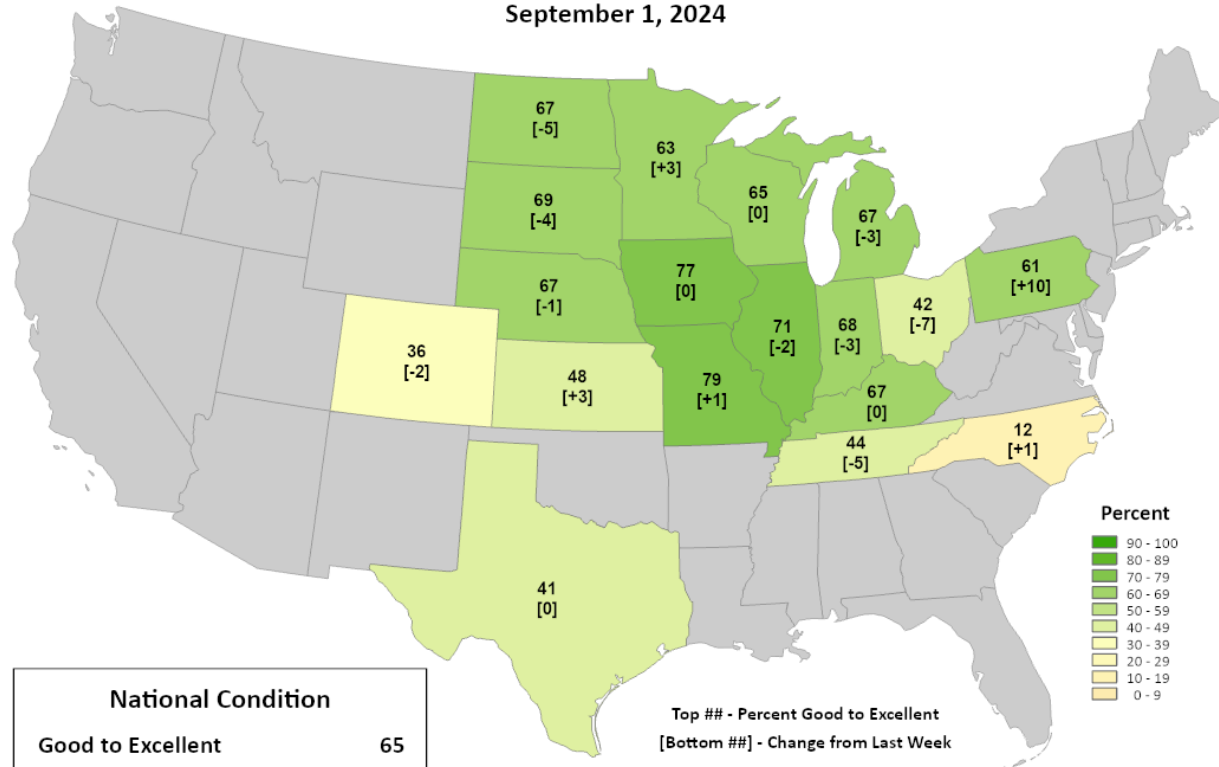 September 1, 2024
67
[-5]
63
[+3]
65
[0]
67
[-3]
69
[-4]
67
[-1]
77
[0]
71
[-2]
68
[-3]
42
[-7]
61
[+10]
36
[-2]
48
[+3]
79
[+1]
67
[0]
44
[-5]
12
[+1]
41
[0]
Percent
90 - 100
80 - 89
70 - 79
60 - 69
50 - 59
40 - 49
30 - 39
20 - 29
10 - 19
0 - 9
National Condition
Good to Excellent 65
Top ## - Percent Good to Excellent
[Bottom ##] - Change from Last Week